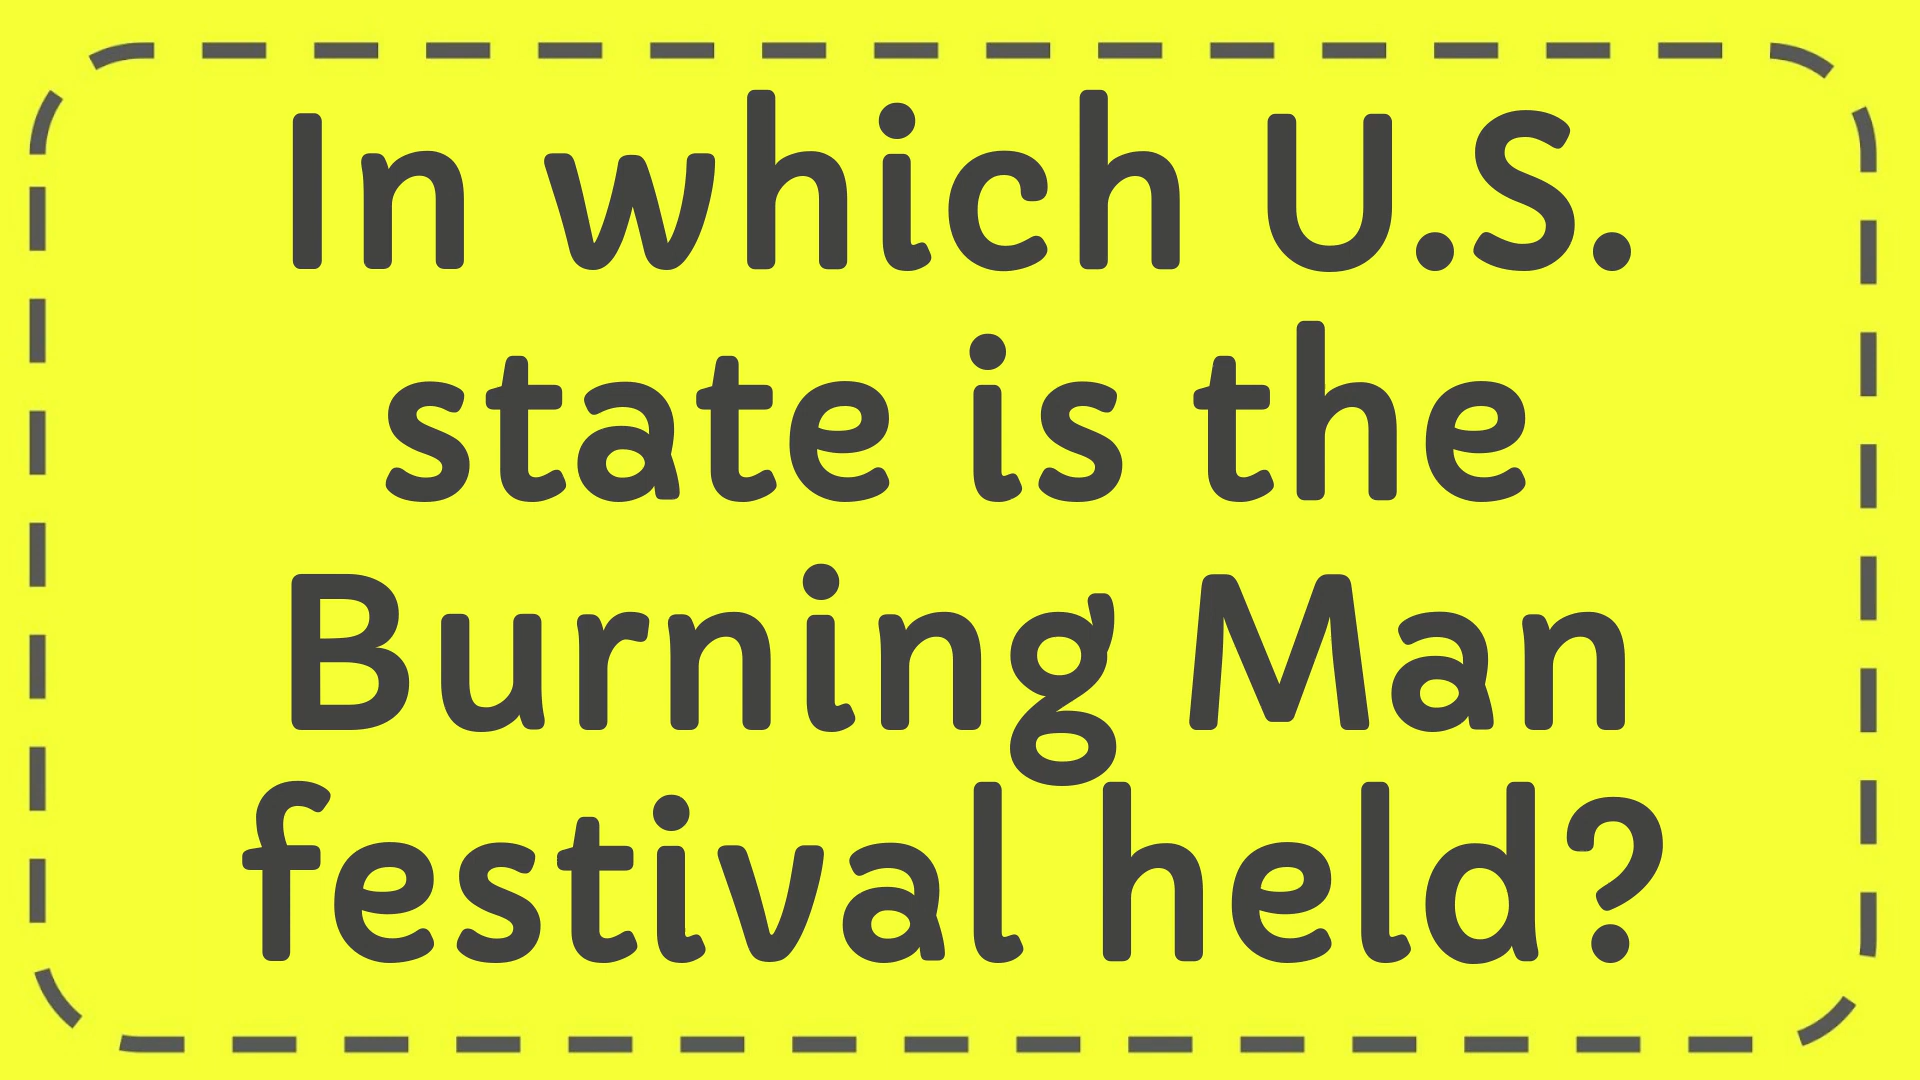 In which U.S.
state is the
Burning Man
festival held?